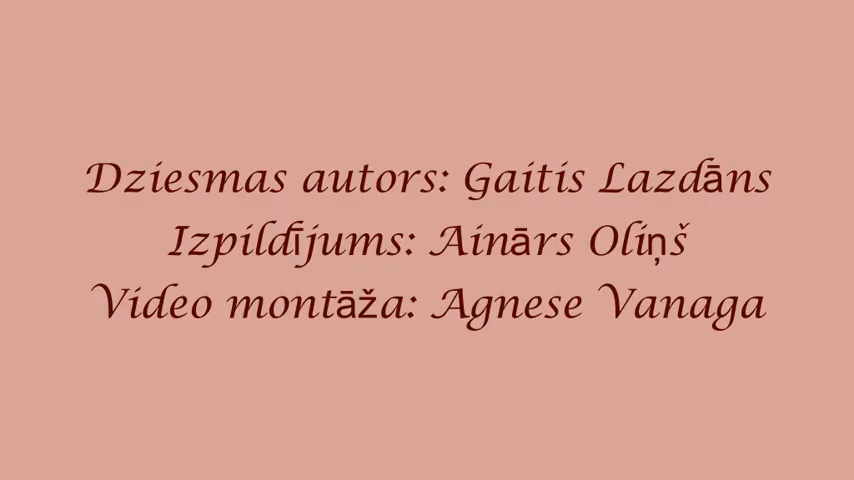 Dziesmas autors: Gaitis Lazdāns
Izpildījums: Ainārs Oliņš
Video montāža: Agnese Vanaga